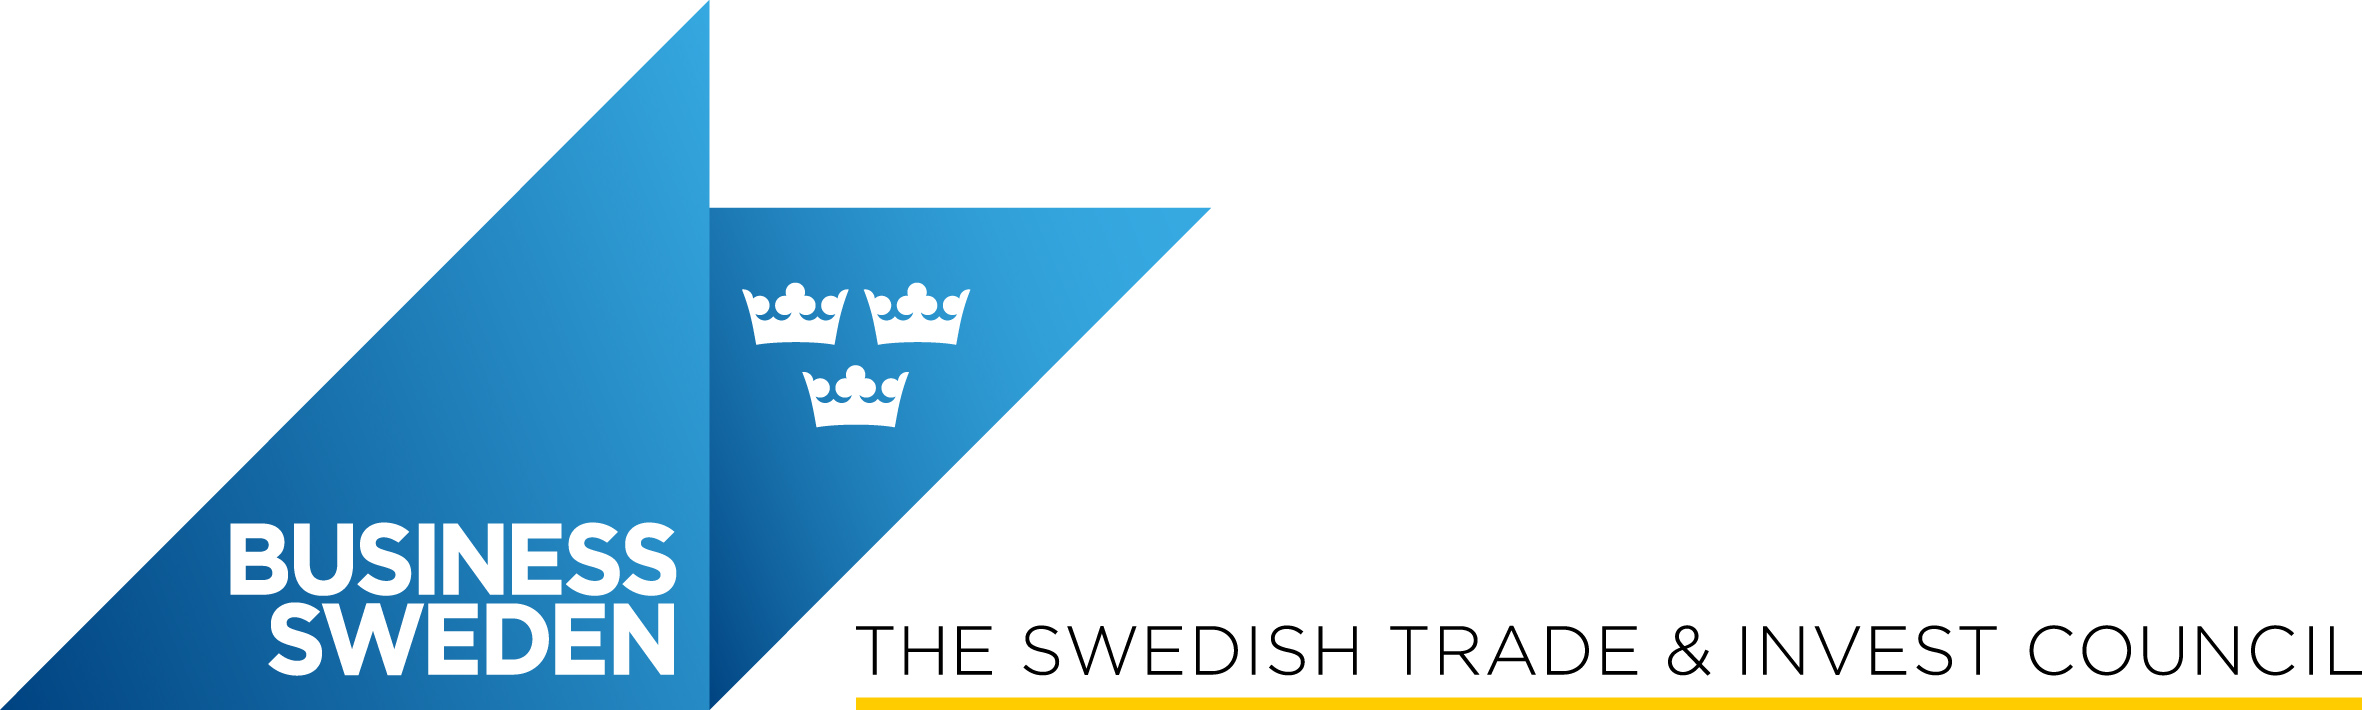 BUSINESS
SWEDEN
THE SWEDISH TRADE & INVEST COUNCIL